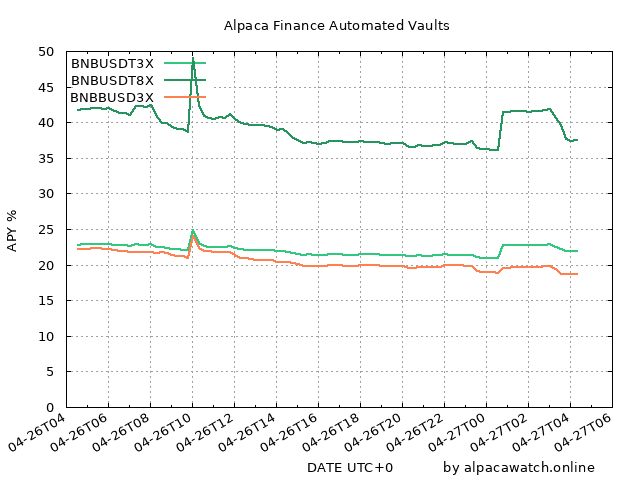 Alpaca Finance Automated Vaults
BNBUSDT3X
BNBUSDT8X
BNBBUSD3X
APY %
50
45
40
35
30
25
20
15
10
5
0
04-26T04
04-26T06
04-26T08
04-26T10
04-26T12
04-26T14
04-26T16
04-26T18
04-26T20
04-26T22
04-27T00
04-27T02
04-27T04
04-27T06
DATE UTC+0
by alpacawatch.online